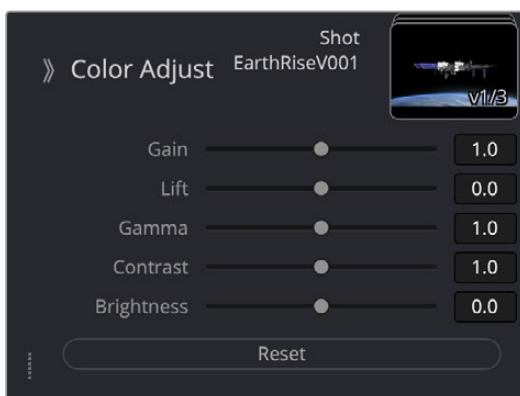 Shot
Color Adjust EarthRiseV001
v1/3
Gain 1.0
Lift 0.0
Gamma 1.0
Contrast 1.0
Brightness 0.0
Reset